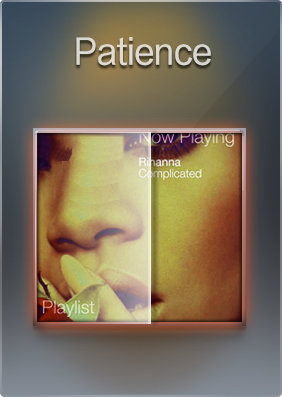 Patience
Now Playing
Rihanna
Complicated
Playlist